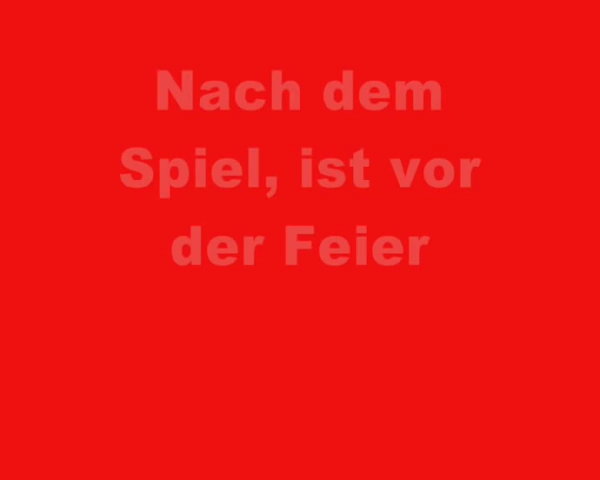 Nach dem
Spiel, ist vor
der Feier